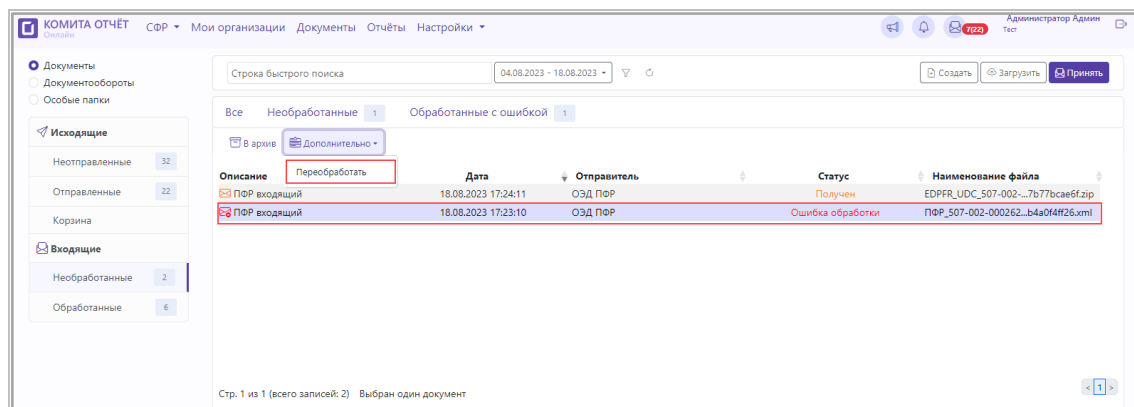 КОМИТА ОТЧЁТ
Онлайн
СФР Мои организации Документы Отчёты Настройки
7(22)
Администратор Админ
Тест
Документы
Документообороты
Особые папки
Исходящие
Неотправленные 32
Отправленные 22
Корзина
Входящие
Необработанные 2
Обработанные 6
Строка быстрого поиска 04.08.2023 - 18.08.2023 Создать Загрузить Принять
Все Необработанные 1 Обработанные с ошибкой 1
В архив Дополнительно
Переобработать
Описание Дата Отправитель Статус Наименование файла
ПФР входящий 18.08.2023 17:24:11 ОЭД ПФР Получен EDPFR_UDC_507-002-...7b77bcae6f.zip
ПФР входящий 18.08.2023 17:23:10 ОЭД ПФР Ошибка обработки ПФР_507-002-000262...b4a0f4ff26.xml
Стр. 1 из 1 (всего записей: 2) Выбран один документ < 1 >